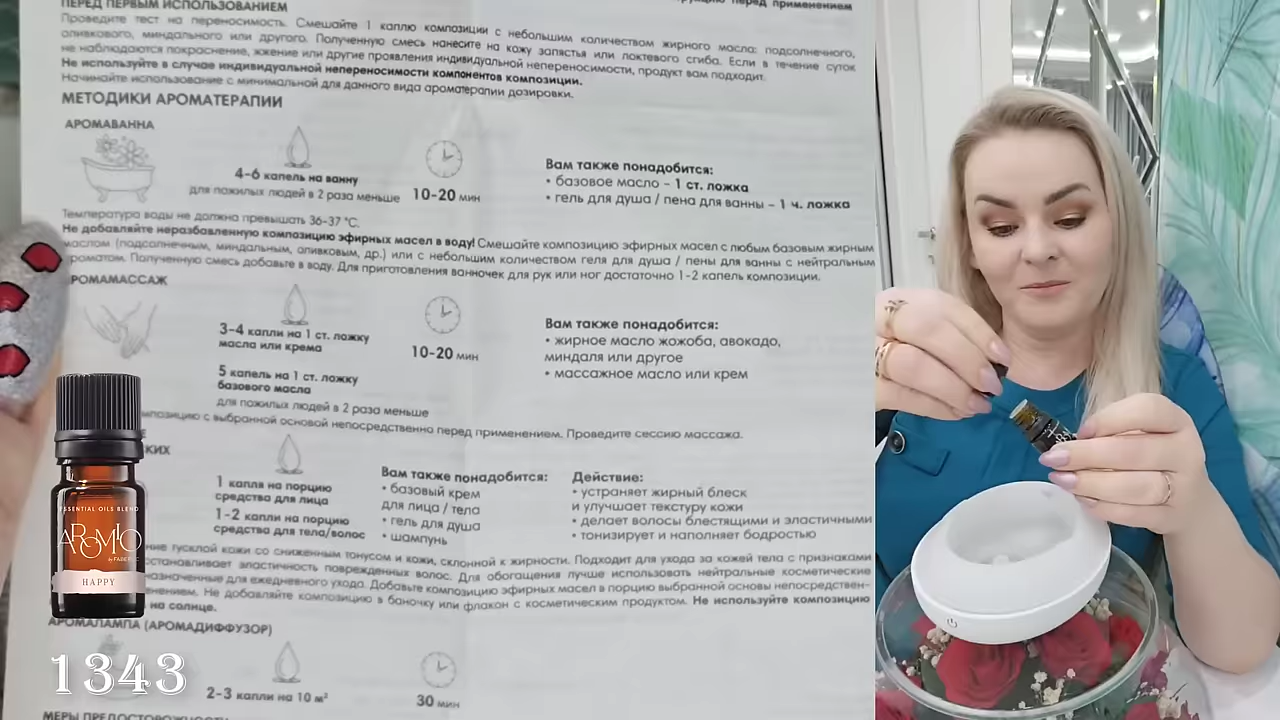 ПЕРЕД ПЕРВЫМ ИСПОЛЬЗОВАНИЕМ
перед применением
Проведите тест на переносимость. Смешайте 1 каплю композиции с небольшим количеством жирного масла: подсолнечного,
оливкового, миндального или другого. Полученную смесь нанесите на кожу запястья или локтевого сгиба. Если в течение суток
не наблюдаются покраснение, жжение или другие проявления индивидуальной непереносимости, продукт вам подходит.
Не используйте в случае индивидуальной непереносимости компонентов композиции.
Начинайте использование с минимальной для данного вида ароматерапии дозировки.
МЕТОДИКИ АРОМАТЕРАПИИ
АРОМАВАННА
4-6 капель на ванну
для пожилых людей в 2 раза меньше
10-20 мин
Вам также понадобится:
• базовое масло – 1 ст. ложка
• гель для душа / пена для ванны – 1 ч. ложка
Температура воды не должна превышать 36-37 °С.
Не добавляйте неразбавленную композицию эфирных масел в воду! Смешайте композицию эфирных масел с любым базовым жирным
маслом (подсолнечным, миндальным, оливковым, др.) или с небольшим количеством геля для душа / пены для ванны с нейтральным
роматом. Полученную смесь добавьте в воду. Для приготовления ванночек для рук или ног достаточно 1-2 капель композиции.
РОМАМАССАЖ
3-4 капли на 1 ст. ложку
масла или крема
5 капель на 1 ст. ложку
базового масла
для пожилых людей в 2 раза меньше
10-20 мин
Вам также понадобится:
• жирное масло жожоба, авокадо,
миндаля или другое
• массажное масло или крем
мпозицию с выбранной основой непосредственно перед применением. Проведите сессию массажа.
Е
КИХ
1 капля на порцию
средства для лица
1-2 капли на порцию
средства для тела/волос
Вам также понадобится:
• базовый крем
для лица / тела
• гель для душа
• шампунь
Действие:
• устраняет жирный блеск
и улучшает текстуру кожи
• делает волосы блестящими и эластичными
• тонизирует и наполняет бодростью
ние тусклой кожи со сниженным тонусом и кожи, склонной к жирности. Подходит для ухода за кожей тела с признаками
останавливает эластичность поврежденных волос. Для обогащения лучше использовать нейтральные косметические
назначенные для ежедневного ухода. Добавьте композицию эфирных масел в порцию выбранной основы непосредствен-
нением. Не добавляйте композицию в баночку или флакон с косметическим продуктом. Не используйте композицию
на солнце.
АРОМАЛАМПА (АРОМАДИФФУЗОР)
2-3 капли на 10 м²
30 мин
МЕРЫ ПРЕДОСТОРОЖНОСТИ
ESSENTIAL OILS BLEND
AROMIO
by FABERLIC
HAPPY
1343